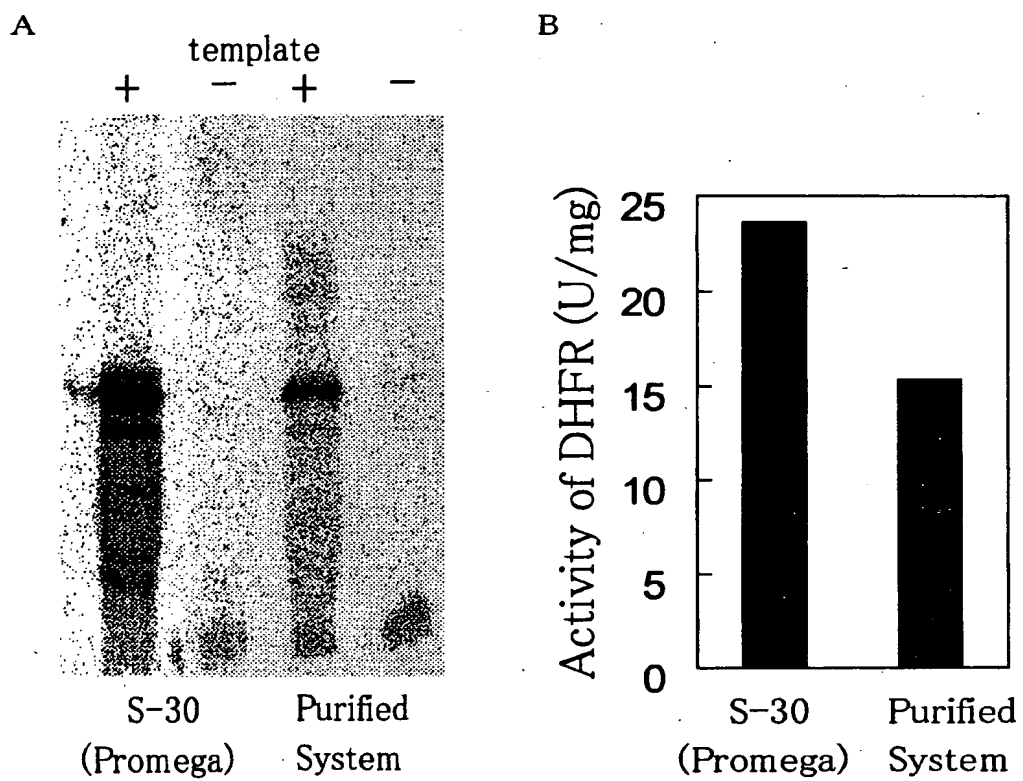 A
template
+ − + −
S-30 Purified
(Promega) System
B
Activity of DHFR (U/mg)
25
20
15
10
5
0
S-30 Purified
(Promega) System